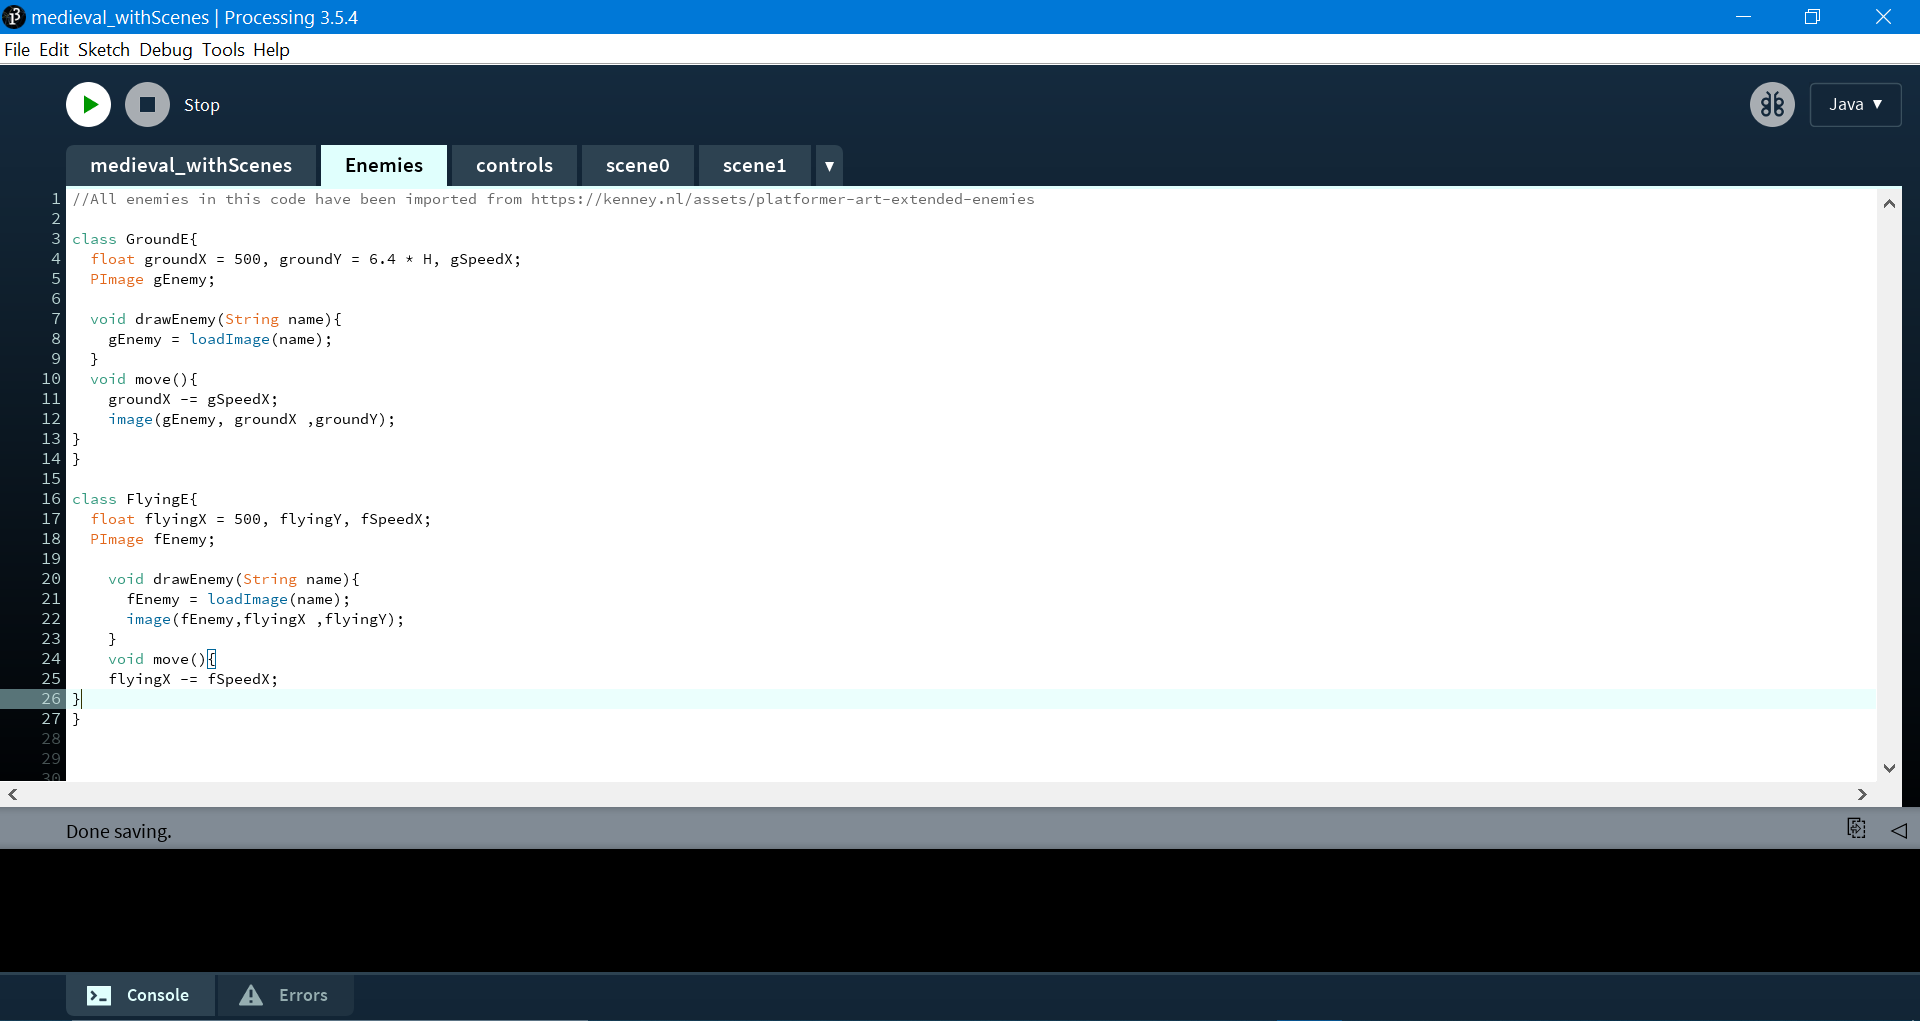 medieval_withScenes | Processing 3.5.4
File Edit Sketch Debug Tools Help
Stop
Java ▼
medieval_withScenes Enemies controls scene0 scene1 ▼
1 //All enemies in this code have been imported from https://kenney.nl/assets/platformer-art-extended-enemies
2
3 class GroundE{
4   float groundX = 500, groundY = 6.4 * H, gSpeedX;
5   PImage gEnemy;
6
7   void drawEnemy(String name){
8     gEnemy = loadImage(name);
9   }
10   void move(){
11     groundX -= gSpeedX;
12     image(gEnemy, groundX ,groundY);
13 }
14 }
15
16 class FlyingE{
17   float flyingX = 500, flyingY, fSpeedX;
18   PImage fEnemy;
19
20     void drawEnemy(String name){
21       fEnemy = loadImage(name);
22       image(fEnemy,flyingX ,flyingY);
23     }
24     void move(){
25     flyingX -= fSpeedX;
26 }
27 }
28
29
30
Done saving.
Console Errors